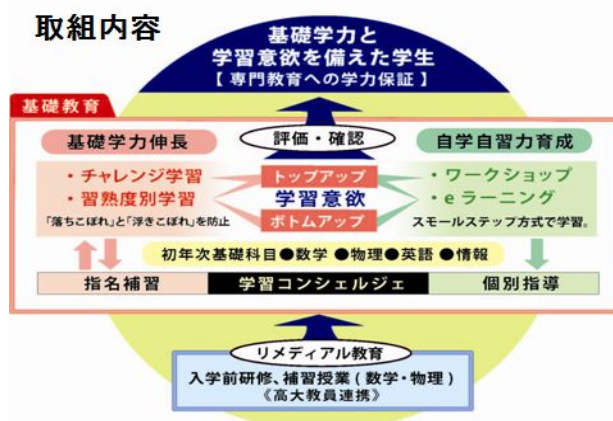 取組内容
基礎学力と
学習意欲を備えた学生
【専門教育への学力保証】
基礎教育
評価・確認
基礎学力伸長
・チャレンジ学習
・習熟度別学習
「落ちこぼれ」と「浮きこぼれ」を防止
トップアップ
学習意欲
ボトムアップ
自学自習力育成
・ワークショップ
・eラーニング
スモールステップ方式で学習。
初年次基礎科目●数学 ●物理●英語 ●情報
指名補習
学習コンシェルジェ
個別指導
リメディアル教育
入学前研修、補習授業(数学・物理)
《高大教員連携》